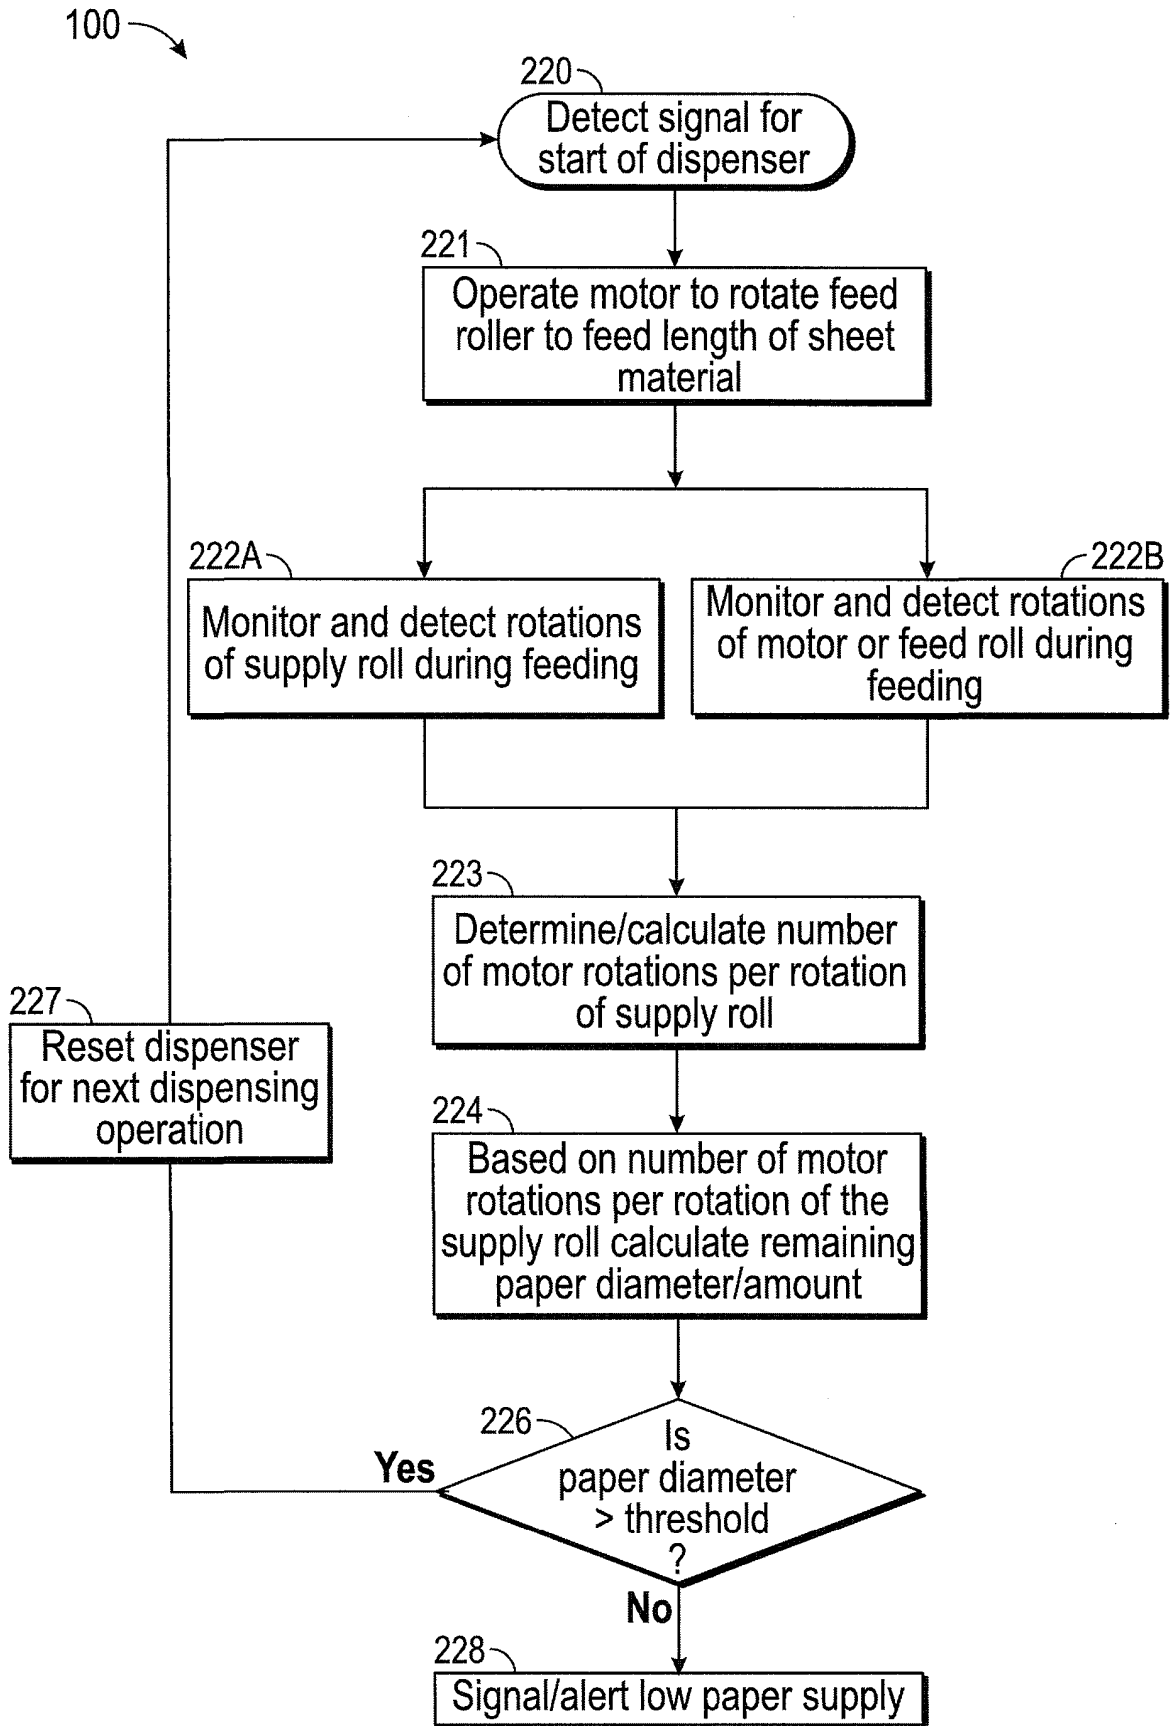 100
220
Detect signal for
start of dispenser
221
Operate motor to rotate feed
roller to feed length of sheet
material
222A
Monitor and detect rotations
of supply roll during feeding
222B
Monitor and detect rotations
of motor or feed roll during
feeding
223
Determine/calculate number
of motor rotations per rotation
of supply roll
227
Reset dispenser
for next dispensing
operation
224
Based on number of motor
rotations per rotation of the
supply roll calculate remaining
paper diameter/amount
226
Is
paper diameter
> threshold
?
Yes
No
228
Signal/alert low paper supply